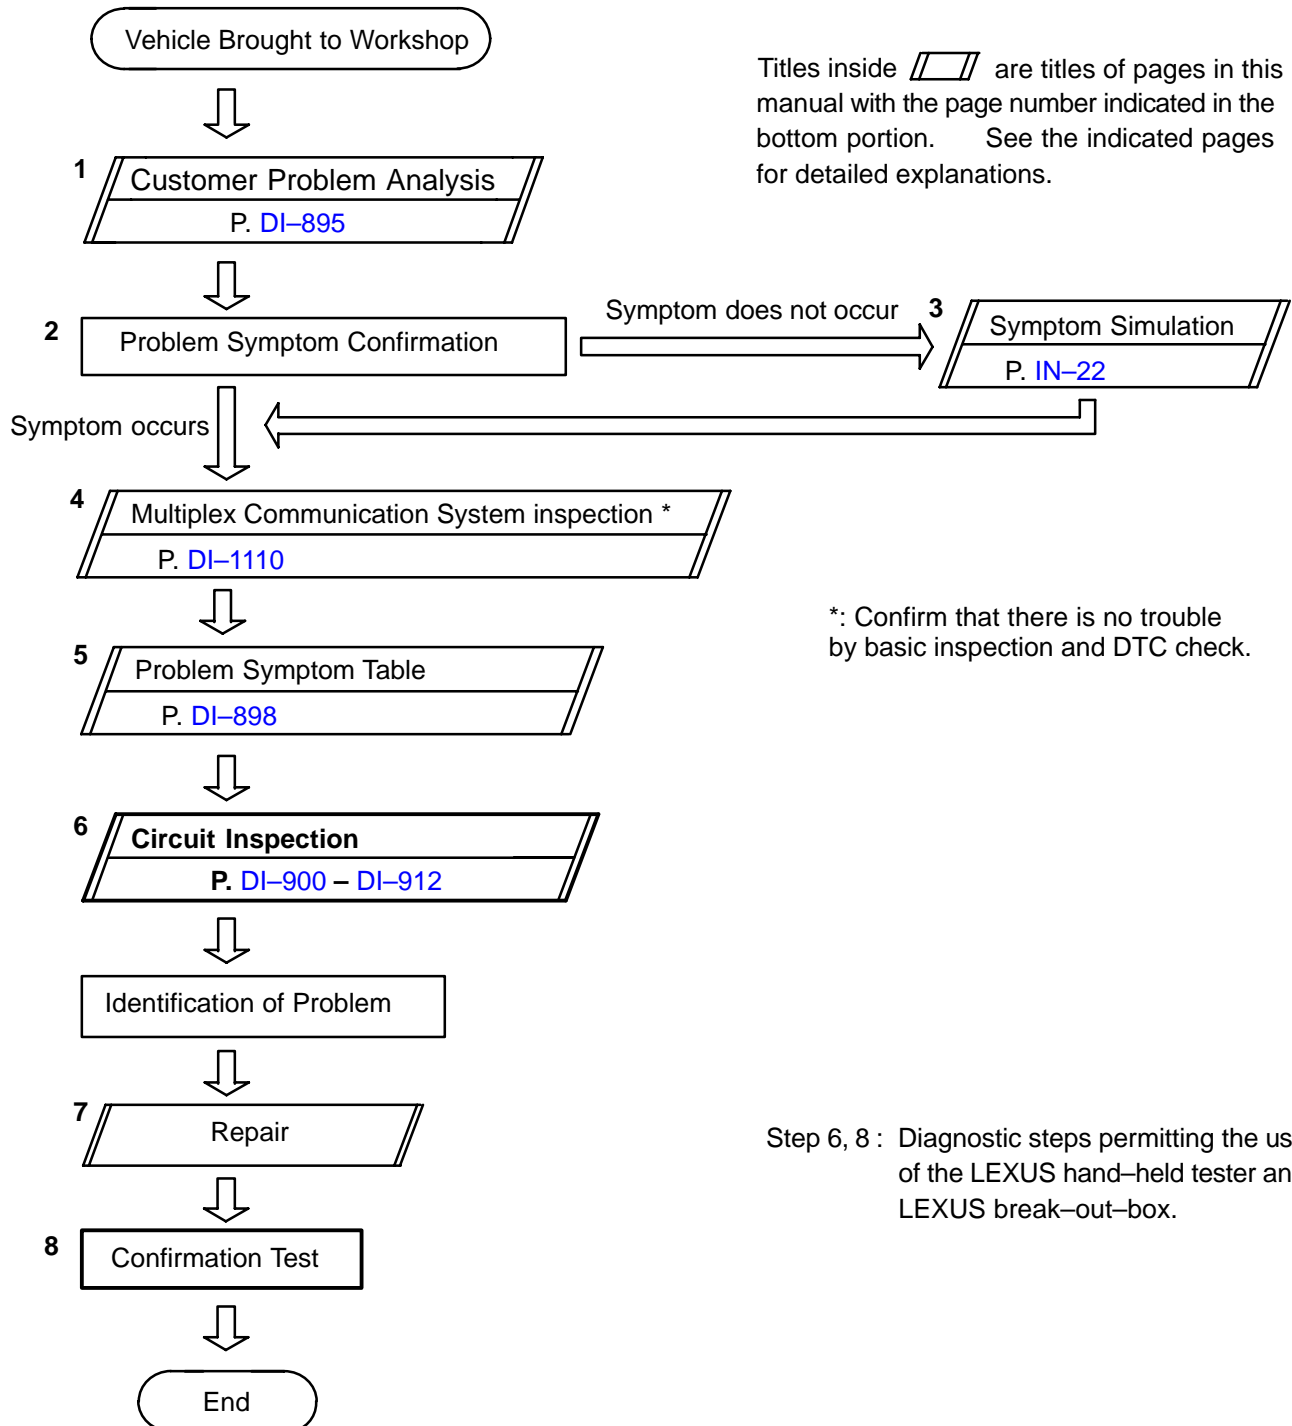 Vehicle Brought to Workshop
Titles inside are titles of pages in this
manual with the page number indicated in the
bottom portion. See the indicated pages
for detailed explanations.
1
Customer Problem Analysis
P. DI–895
2
Problem Symptom Confirmation
Symptom does not occur
3
Symptom Simulation
P. IN–22
Symptom occurs
4
Multiplex Communication System inspection *
P. DI–1110
*: Confirm that there is no trouble
by basic inspection and DTC check.
5
Problem Symptom Table
P. DI–898
6
Circuit Inspection
P. DI–900 – DI–912
Identification of Problem
7
Repair
Step 6, 8 : Diagnostic steps permitting the us
of the LEXUS hand–held tester an
LEXUS break–out–box.
8
Confirmation Test
End